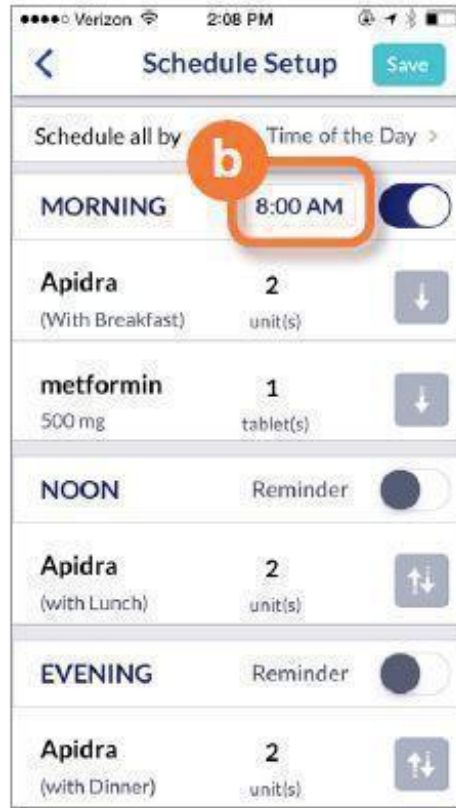 Verizon 2:08 PM
Schedule Setup Save
Schedule all by Time of the Day >
b
MORNING 8:00 AM
Apidra 2
(With Breakfast) unit(s)
metformin 1
500 mg tablet(s)
NOON Reminder
Apidra 2
(with Lunch) unit(s)
EVENING Reminder
Apidra 2
(with Dinner) unit(s)